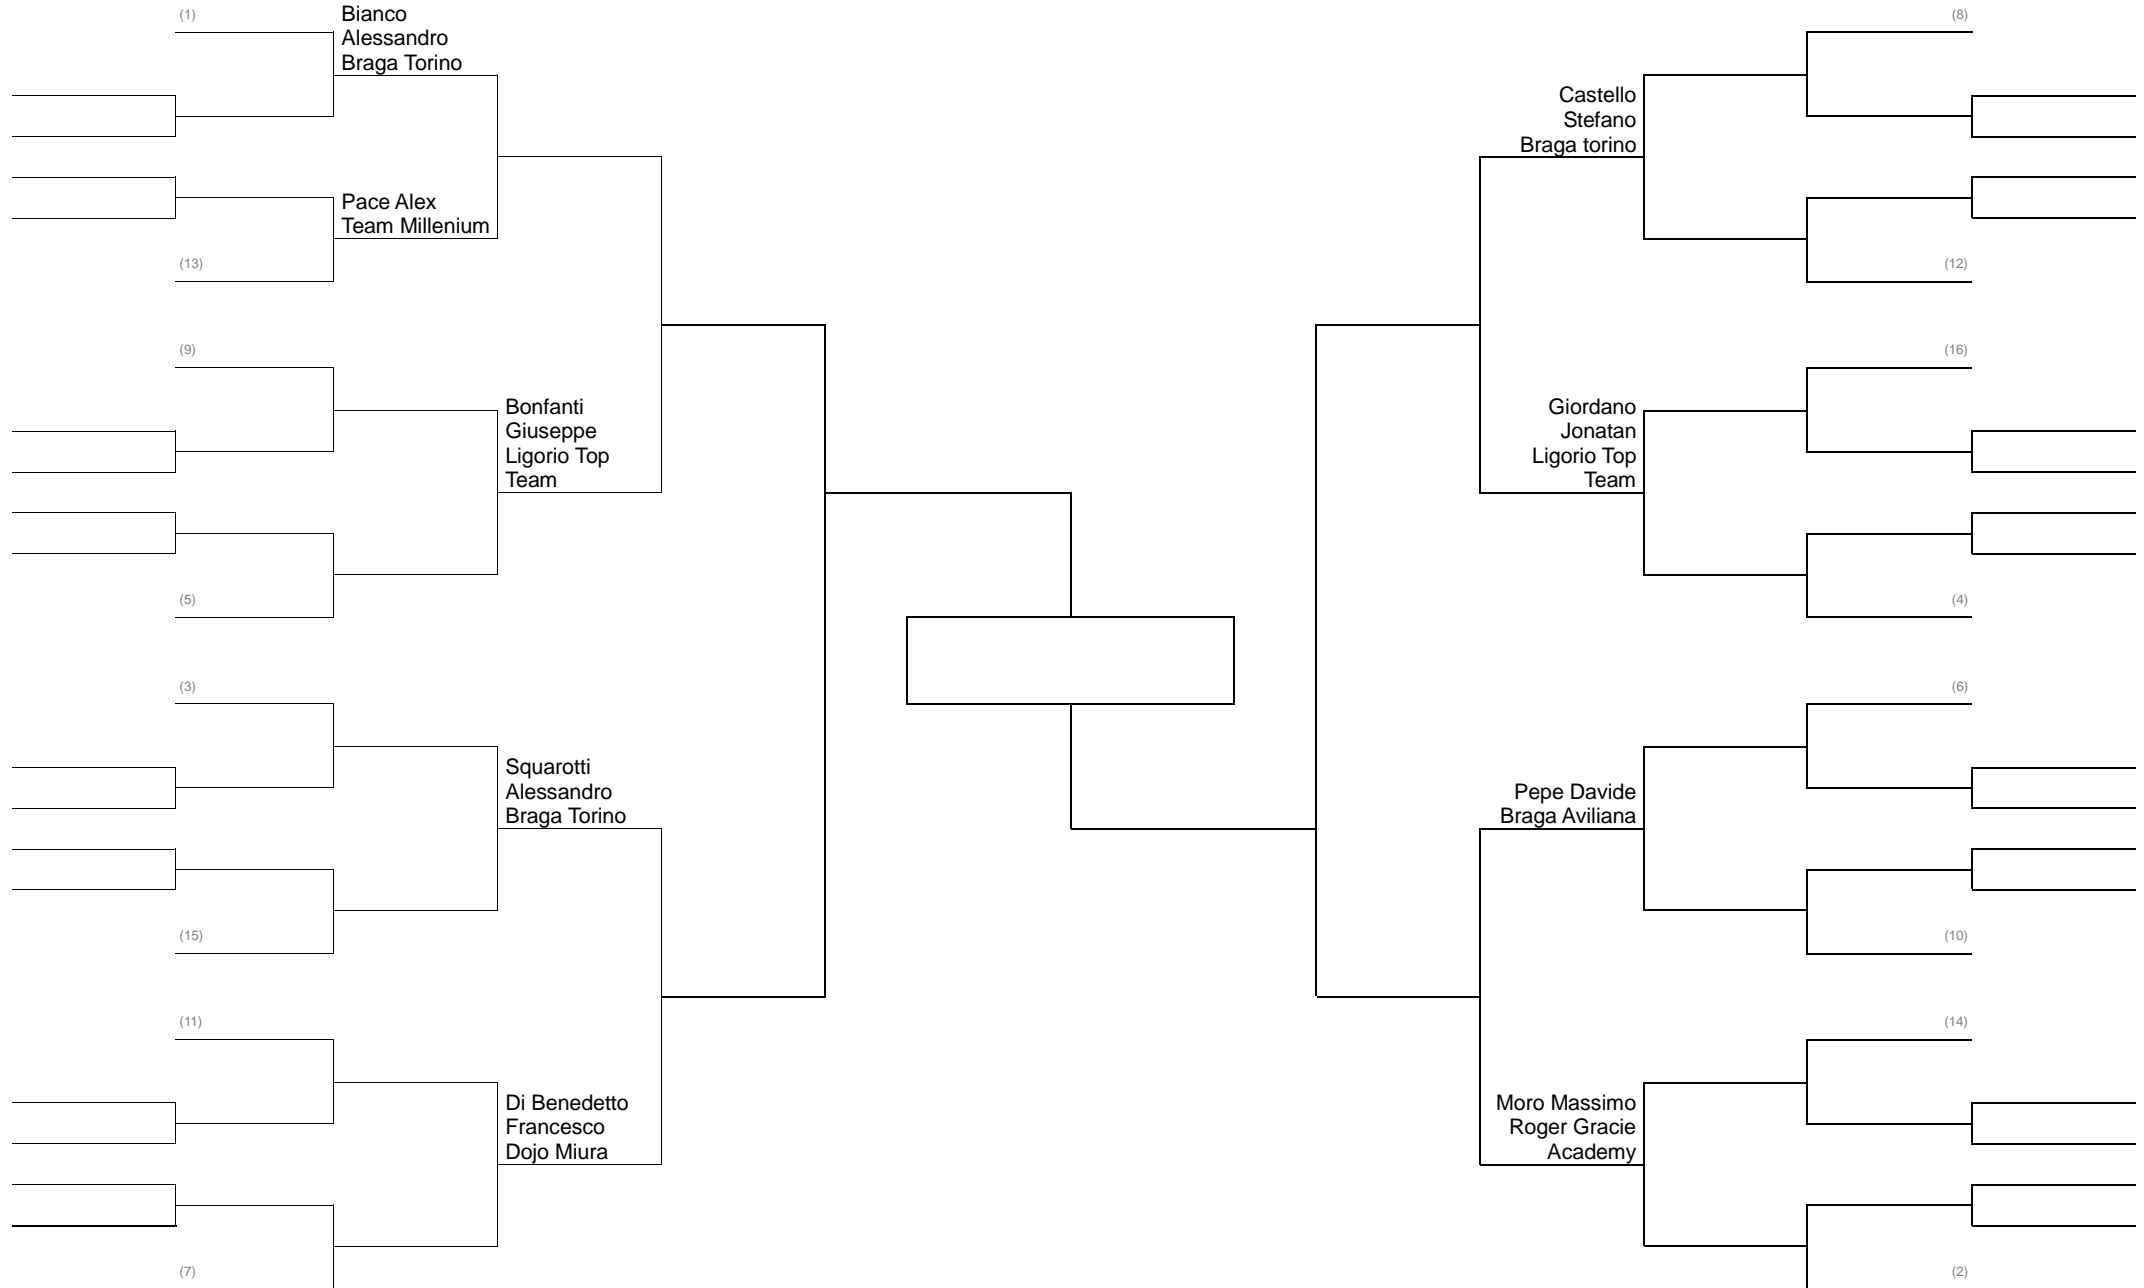 (1)
Bianco
Alessandro
Braga Torino
Pace Alex
Team Millenium
(13)
(9)
Bonfanti
Giuseppe
Ligorio Top
Team
(5)
(3)
Squarotti
Alessandro
Braga Torino
(15)
(11)
Di Benedetto
Francesco
Dojo Miura
(7)
(8)
Castello
Stefano
Braga torino
(12)
(16)
Giordano
Jonatan
Ligorio Top
Team
(4)
(6)
Pepe Davide
Braga Aviliana
(10)
(14)
Moro Massimo
Roger Gracie
Academy
(2)